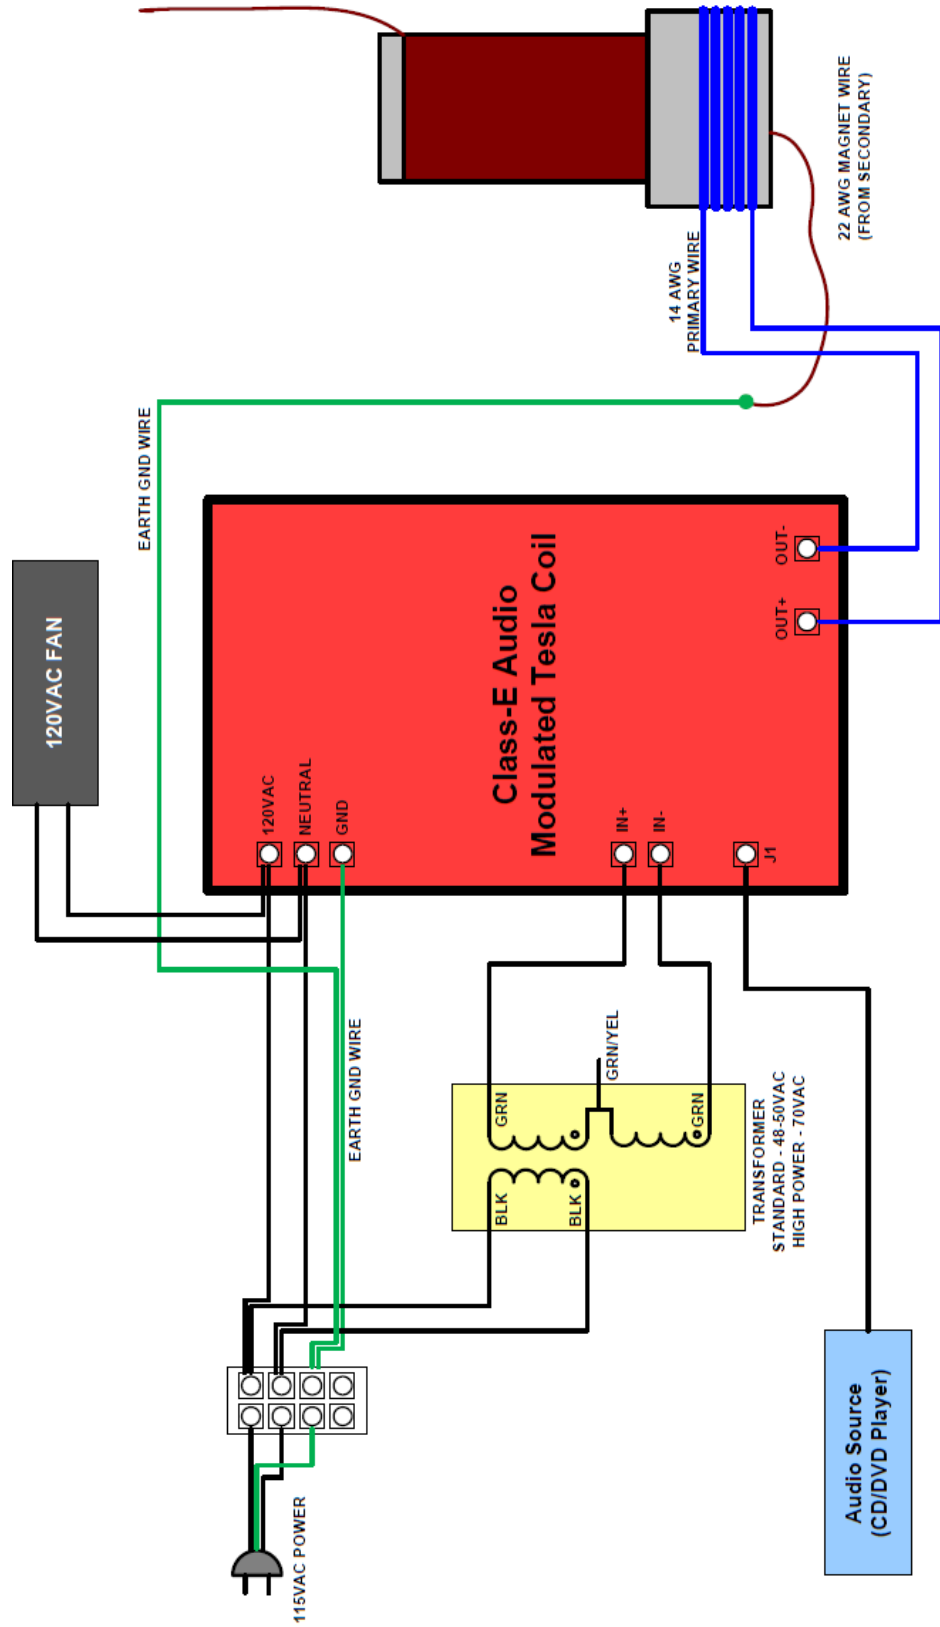 115VAC POWER
Audio Source
(CD/DVD Player)
TRANSFORMER
STANDARD - 48-50VAC
HIGH POWER - 70VAC
BLK
BLK
GRN
GRN
GRN/YEL
EARTH GND WIRE
120VAC FAN
120VAC
NEUTRAL
GND
IN+
IN-
J1
Class-E Audio
Modulated Tesla Coil
OUT+
OUT-
EARTH GND WIRE
14 AWG
PRIMARY WIRE
22 AWG MAGNET WIRE
(FROM SECONDARY)